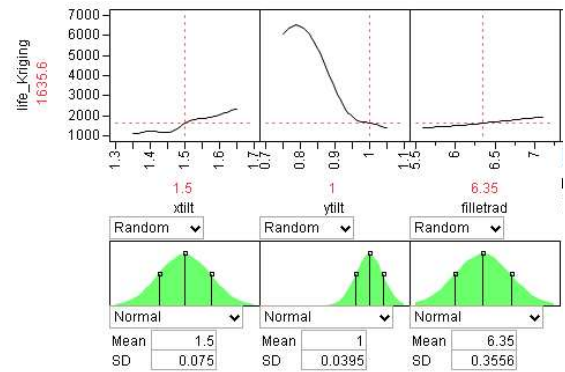 life_Kriging
1635.6
7000
6000
5000
4000
3000
2000
1000
1.3 1.4 1.5 1.6 1.7 0.7 0.8 0.9 1 1.1 5.5 6 6.5 7
1.5 1 6.35
xtilt ytilt filletrad
Random Random Random
Normal Normal Normal
Mean 1.5 Mean 1 Mean 6.35
SD 0.075 SD 0.0395 SD 0.3556